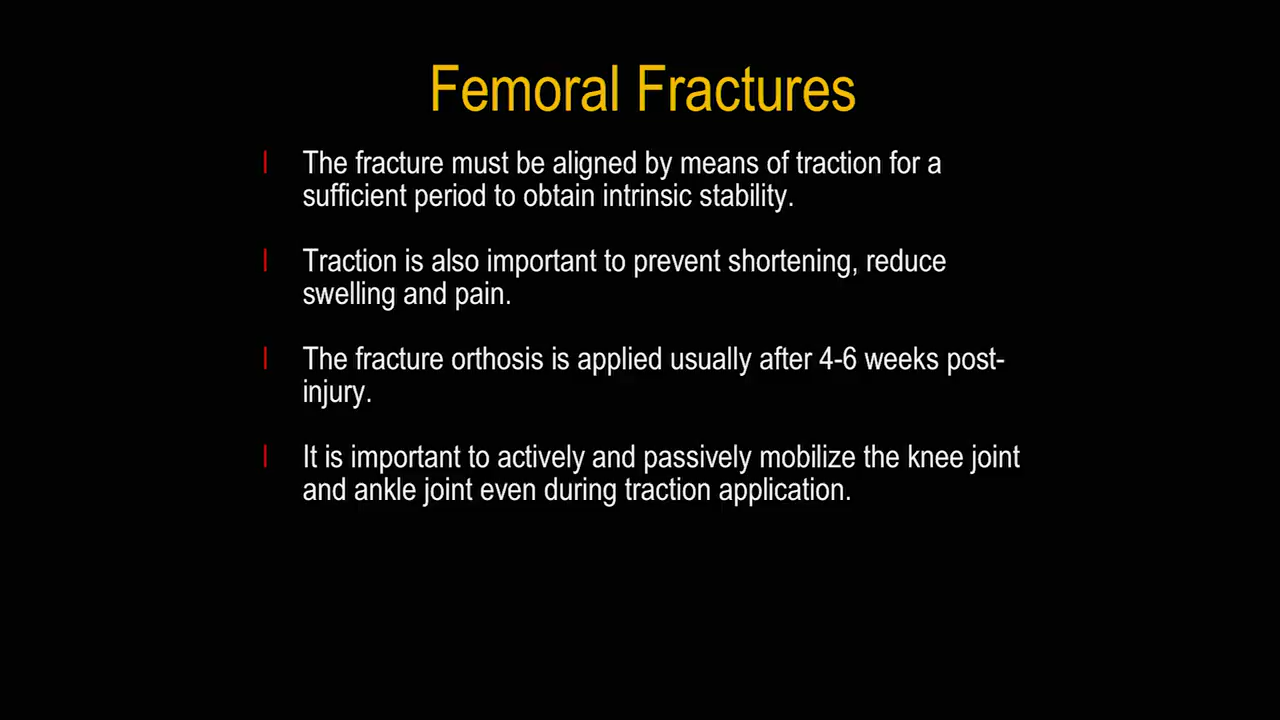 Femoral Fractures
l The fracture must be aligned by means of traction for a
sufficient period to obtain intrinsic stability.
l Traction is also important to prevent shortening, reduce
swelling and pain.
l The fracture orthosis is applied usually after 4-6 weeks post-
injury.
l It is important to actively and passively mobilize the knee joint
and ankle joint even during traction application.